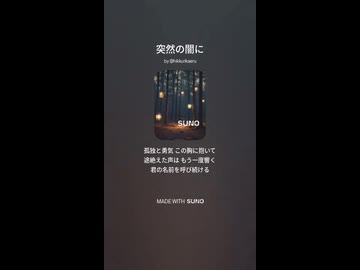 突然の闇に
by @hikkurikaeru
SUNO
孤独と勇気 この胸に抱いて
途絶えた声は もう一度響く
君の名前を呼び続ける
MADE WITH SUNO